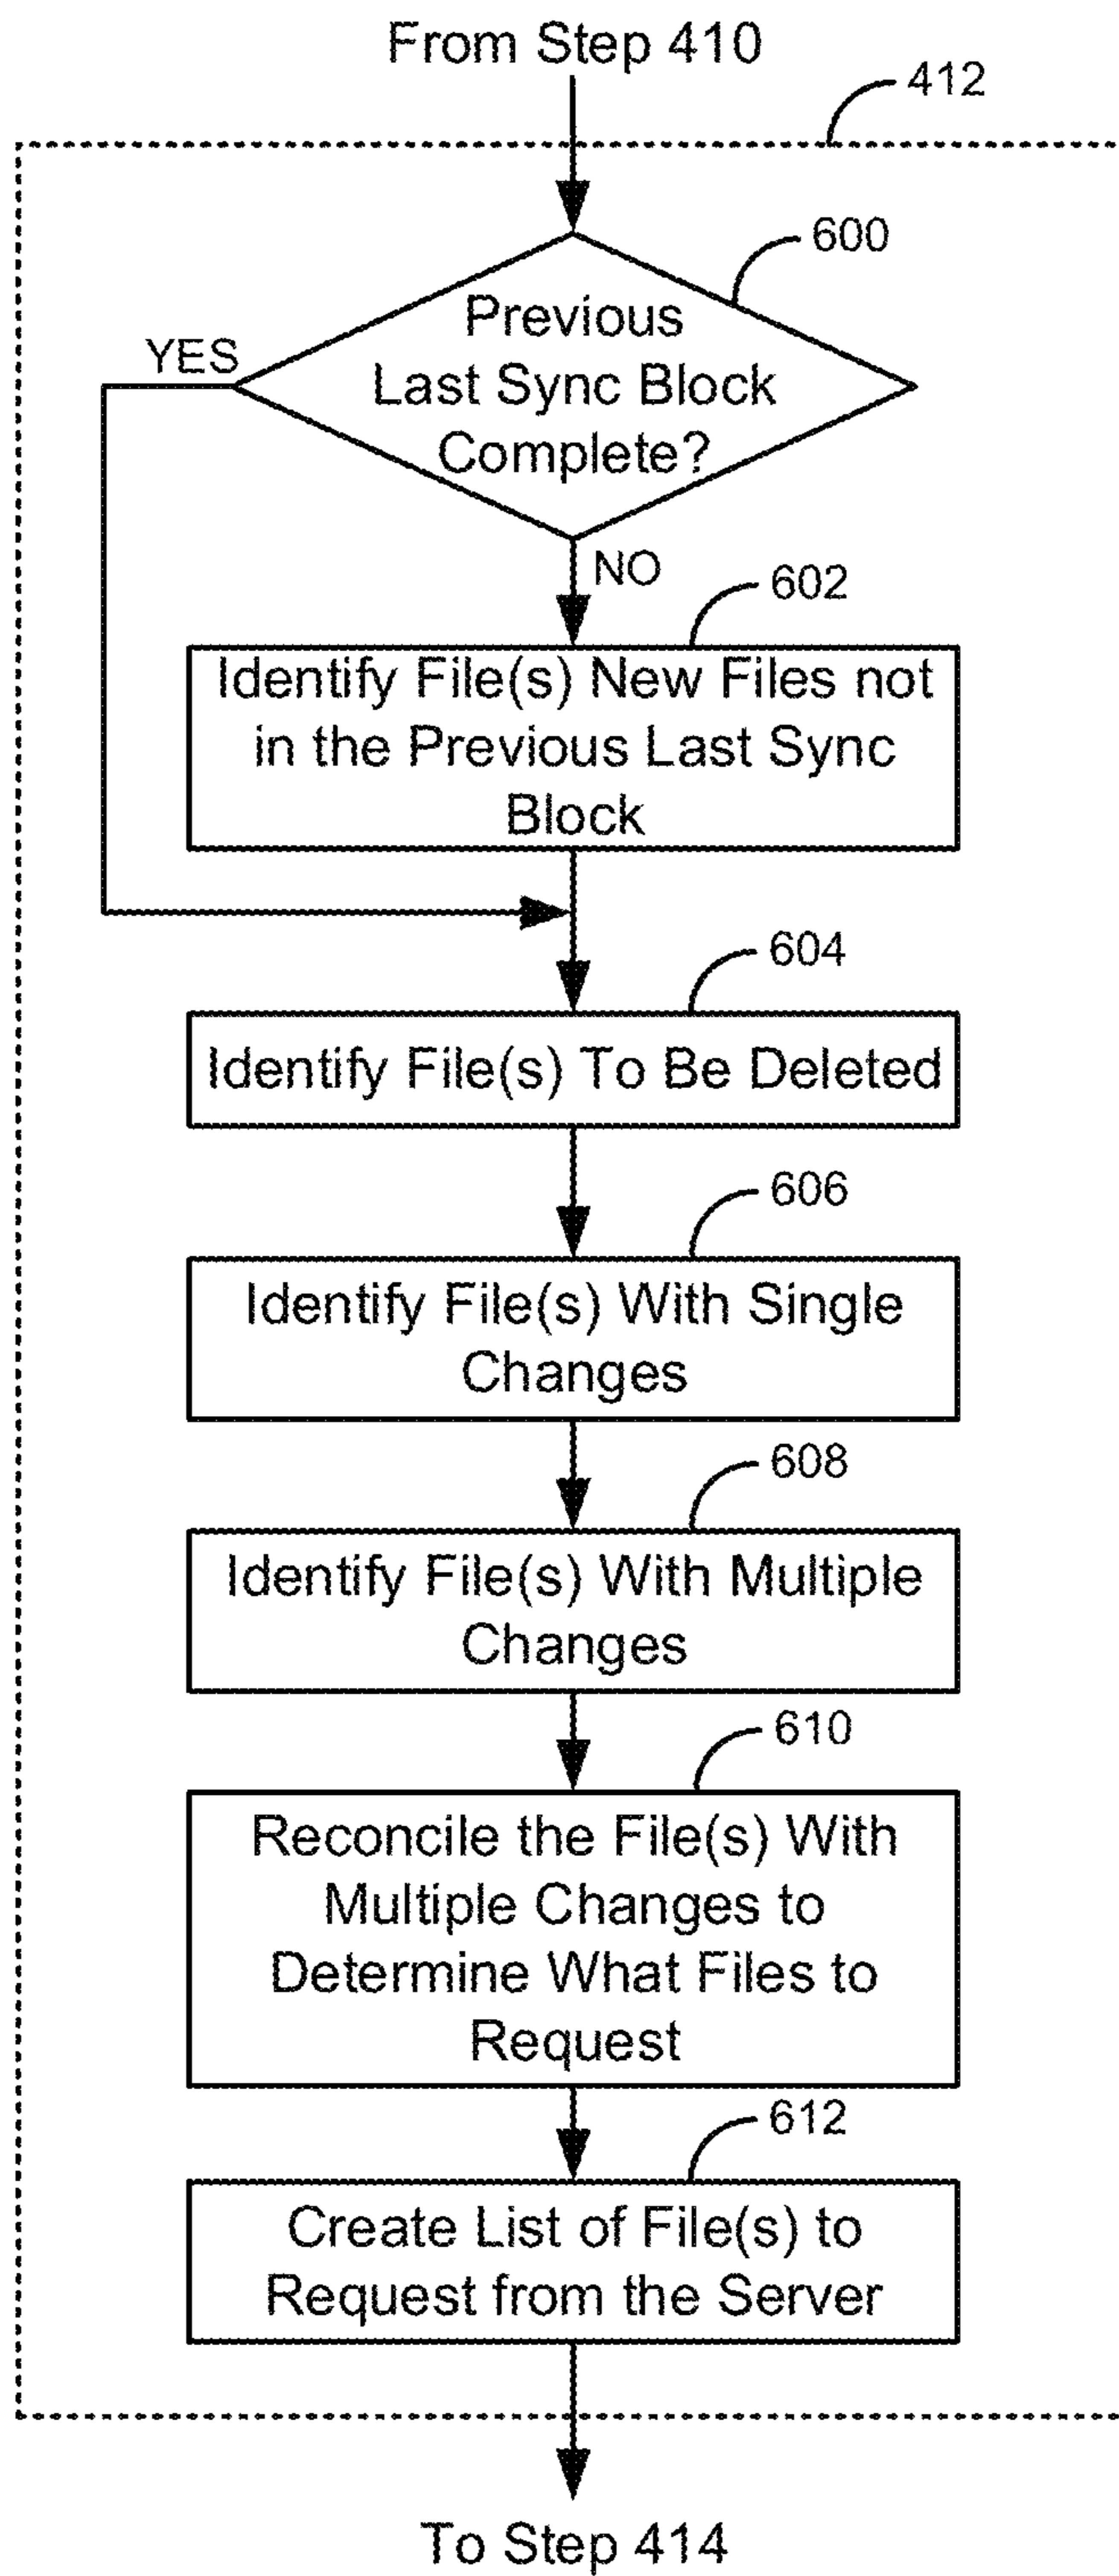 From Step 410
412
600
Previous
Last Sync Block
Complete?
YES
NO
602
Identify File(s) New Files not
in the Previous Last Sync
Block
604
Identify File(s) To Be Deleted
606
Identify File(s) With Single
Changes
608
Identify File(s) With Multiple
Changes
610
Reconcile the File(s) With
Multiple Changes to
Determine What Files to
Request
612
Create List of File(s) to
Request from the Server
To Step 414